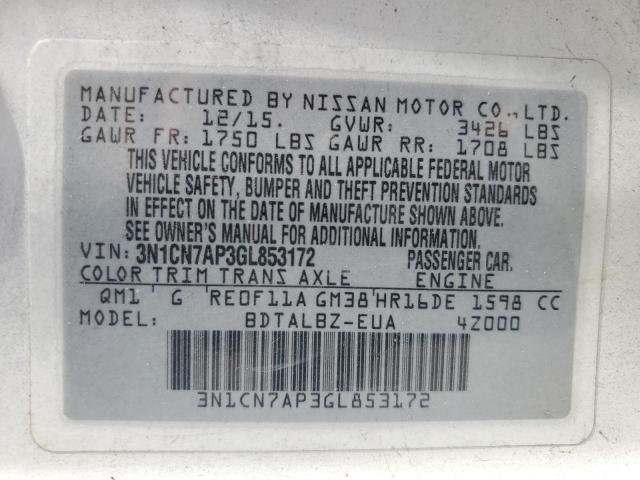 MANUFACTURED BY NISSAN MOTOR CO., LTD.
DATE: 12/15. GVWR: 3426 LBS
GAWR FR: 1750 LBS GAWR RR: 1708 LBS
THIS VEHICLE CONFORMS TO ALL APPLICABLE FEDERAL MOTOR
VEHICLE SAFETY, BUMPER AND THEFT PREVENTION STANDARDS
IN EFFECT ON THE DATE OF MANUFACTURE SHOWN ABOVE.
SEE OWNER'S MANUAL FOR ADDITIONAL INFORMATION.
VIN: 3N1CN7AP3GL853172 PASSENGER CAR.
COLOR TRIM TRANS AXLE ENGINE
QM1 G RE0F11A GM38 HR16DE 1598 CC
MODEL: BDTALBZ-EUA 4Z000
3N1CN7AP3GL853172